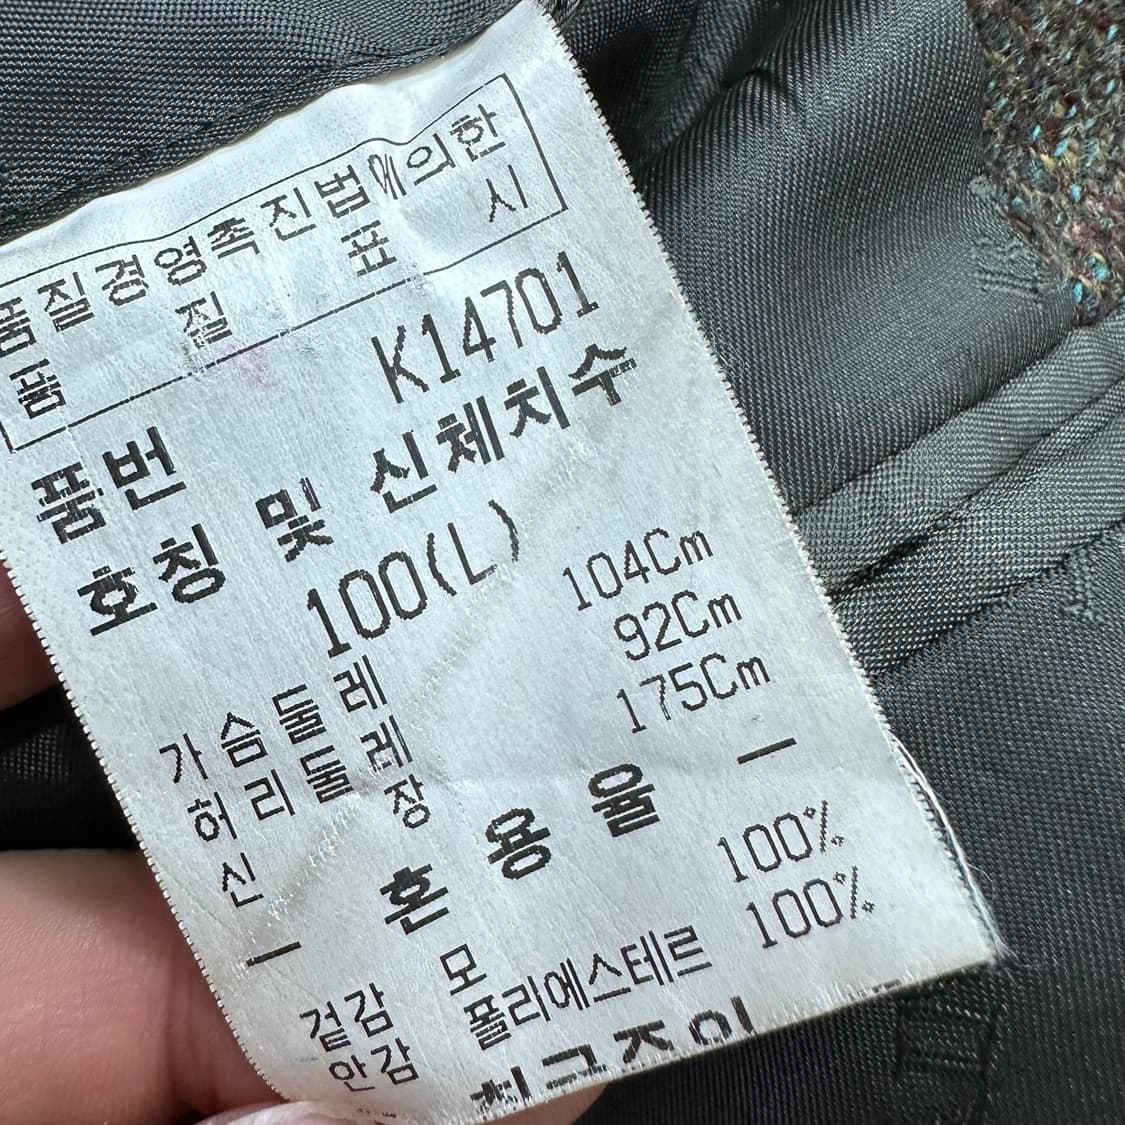 품질경영촉진법에의한
품 질 표 시
품번 K14701
호칭 및 신체치수
100(L)
가슴둘레 104Cm
허리둘레 92Cm
신 장 175Cm
— 혼 용 율 —
겉감 모 100%
안감 폴리에스테르 100%